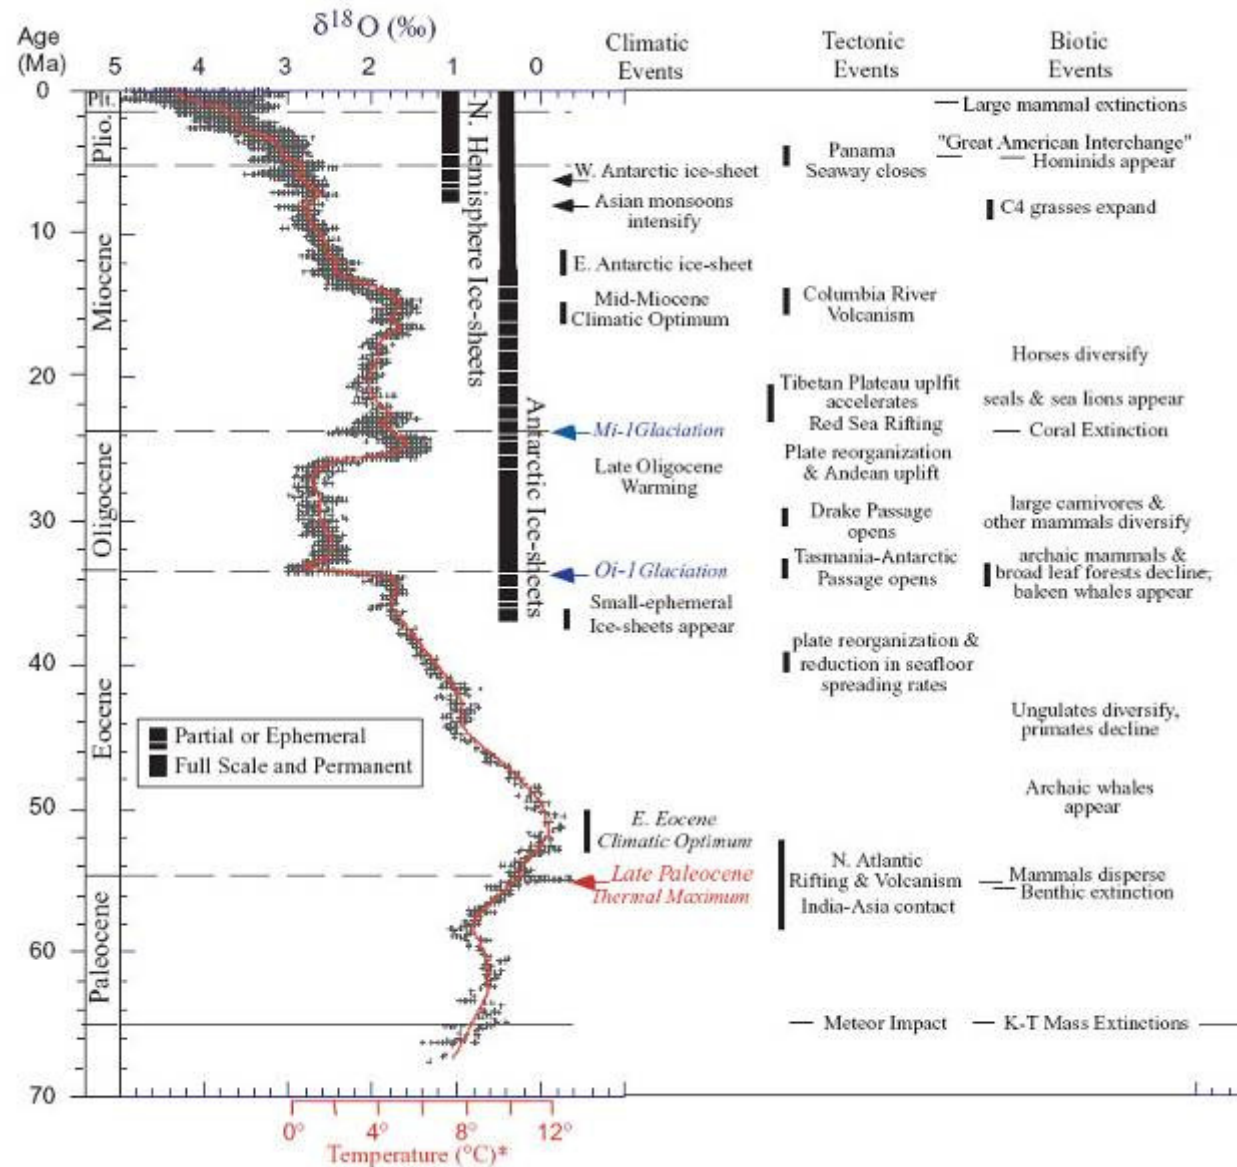 δ18O (‰)
Age
(Ma)
5 4 3 2 1 0
Climatic
Events
Tectonic
Events
Biotic
Events
0
10
20
30
40
50
60
70
Plt.
Plio.
Miocene
Oligocene
Eocene
Paleocene
N. Hemisphere Ice-sheets
Antarctic Ice-sheets
Partial or Ephemeral
Full Scale and Permanent
W. Antarctic ice-sheet
Asian monsoons
intensify
E. Antarctic ice-sheet
Mid-Miocene
Climatic Optimum
Mi-1Glaciation
Late Oligocene
Warming
Oi-1Glaciation
Small-ephemeral
Ice-sheets appear
E. Eocene
Climatic Optimum
Late Paleocene
Thermal Maximum
Panama
Seaway closes
Columbia River
Volcanism
Tibetan Plateau uplfit
accelerates
Red Sea Rifting
Plate reorganization
& Andean uplift
Drake Passage
opens
Tasmania-Antarctic
Passage opens
plate reorganization &
reduction in seafloor
spreading rates
N. Atlantic
Rifting & Volcanism
India-Asia contact
Meteor Impact
Large mammal extinctions
"Great American Interchange"
Hominids appear
C4 grasses expand
Horses diversify
seals & sea lions appear
Coral Extinction
large carnivores &
other mammals diversify
archaic mammals &
broad leaf forests decline,
baleen whales appear
Ungulates diversify,
primates decline
Archaic whales
appear
Mammals disperse
Benthic extinction
K-T Mass Extinctions
0° 4° 8° 12°
Temperature (°C)*